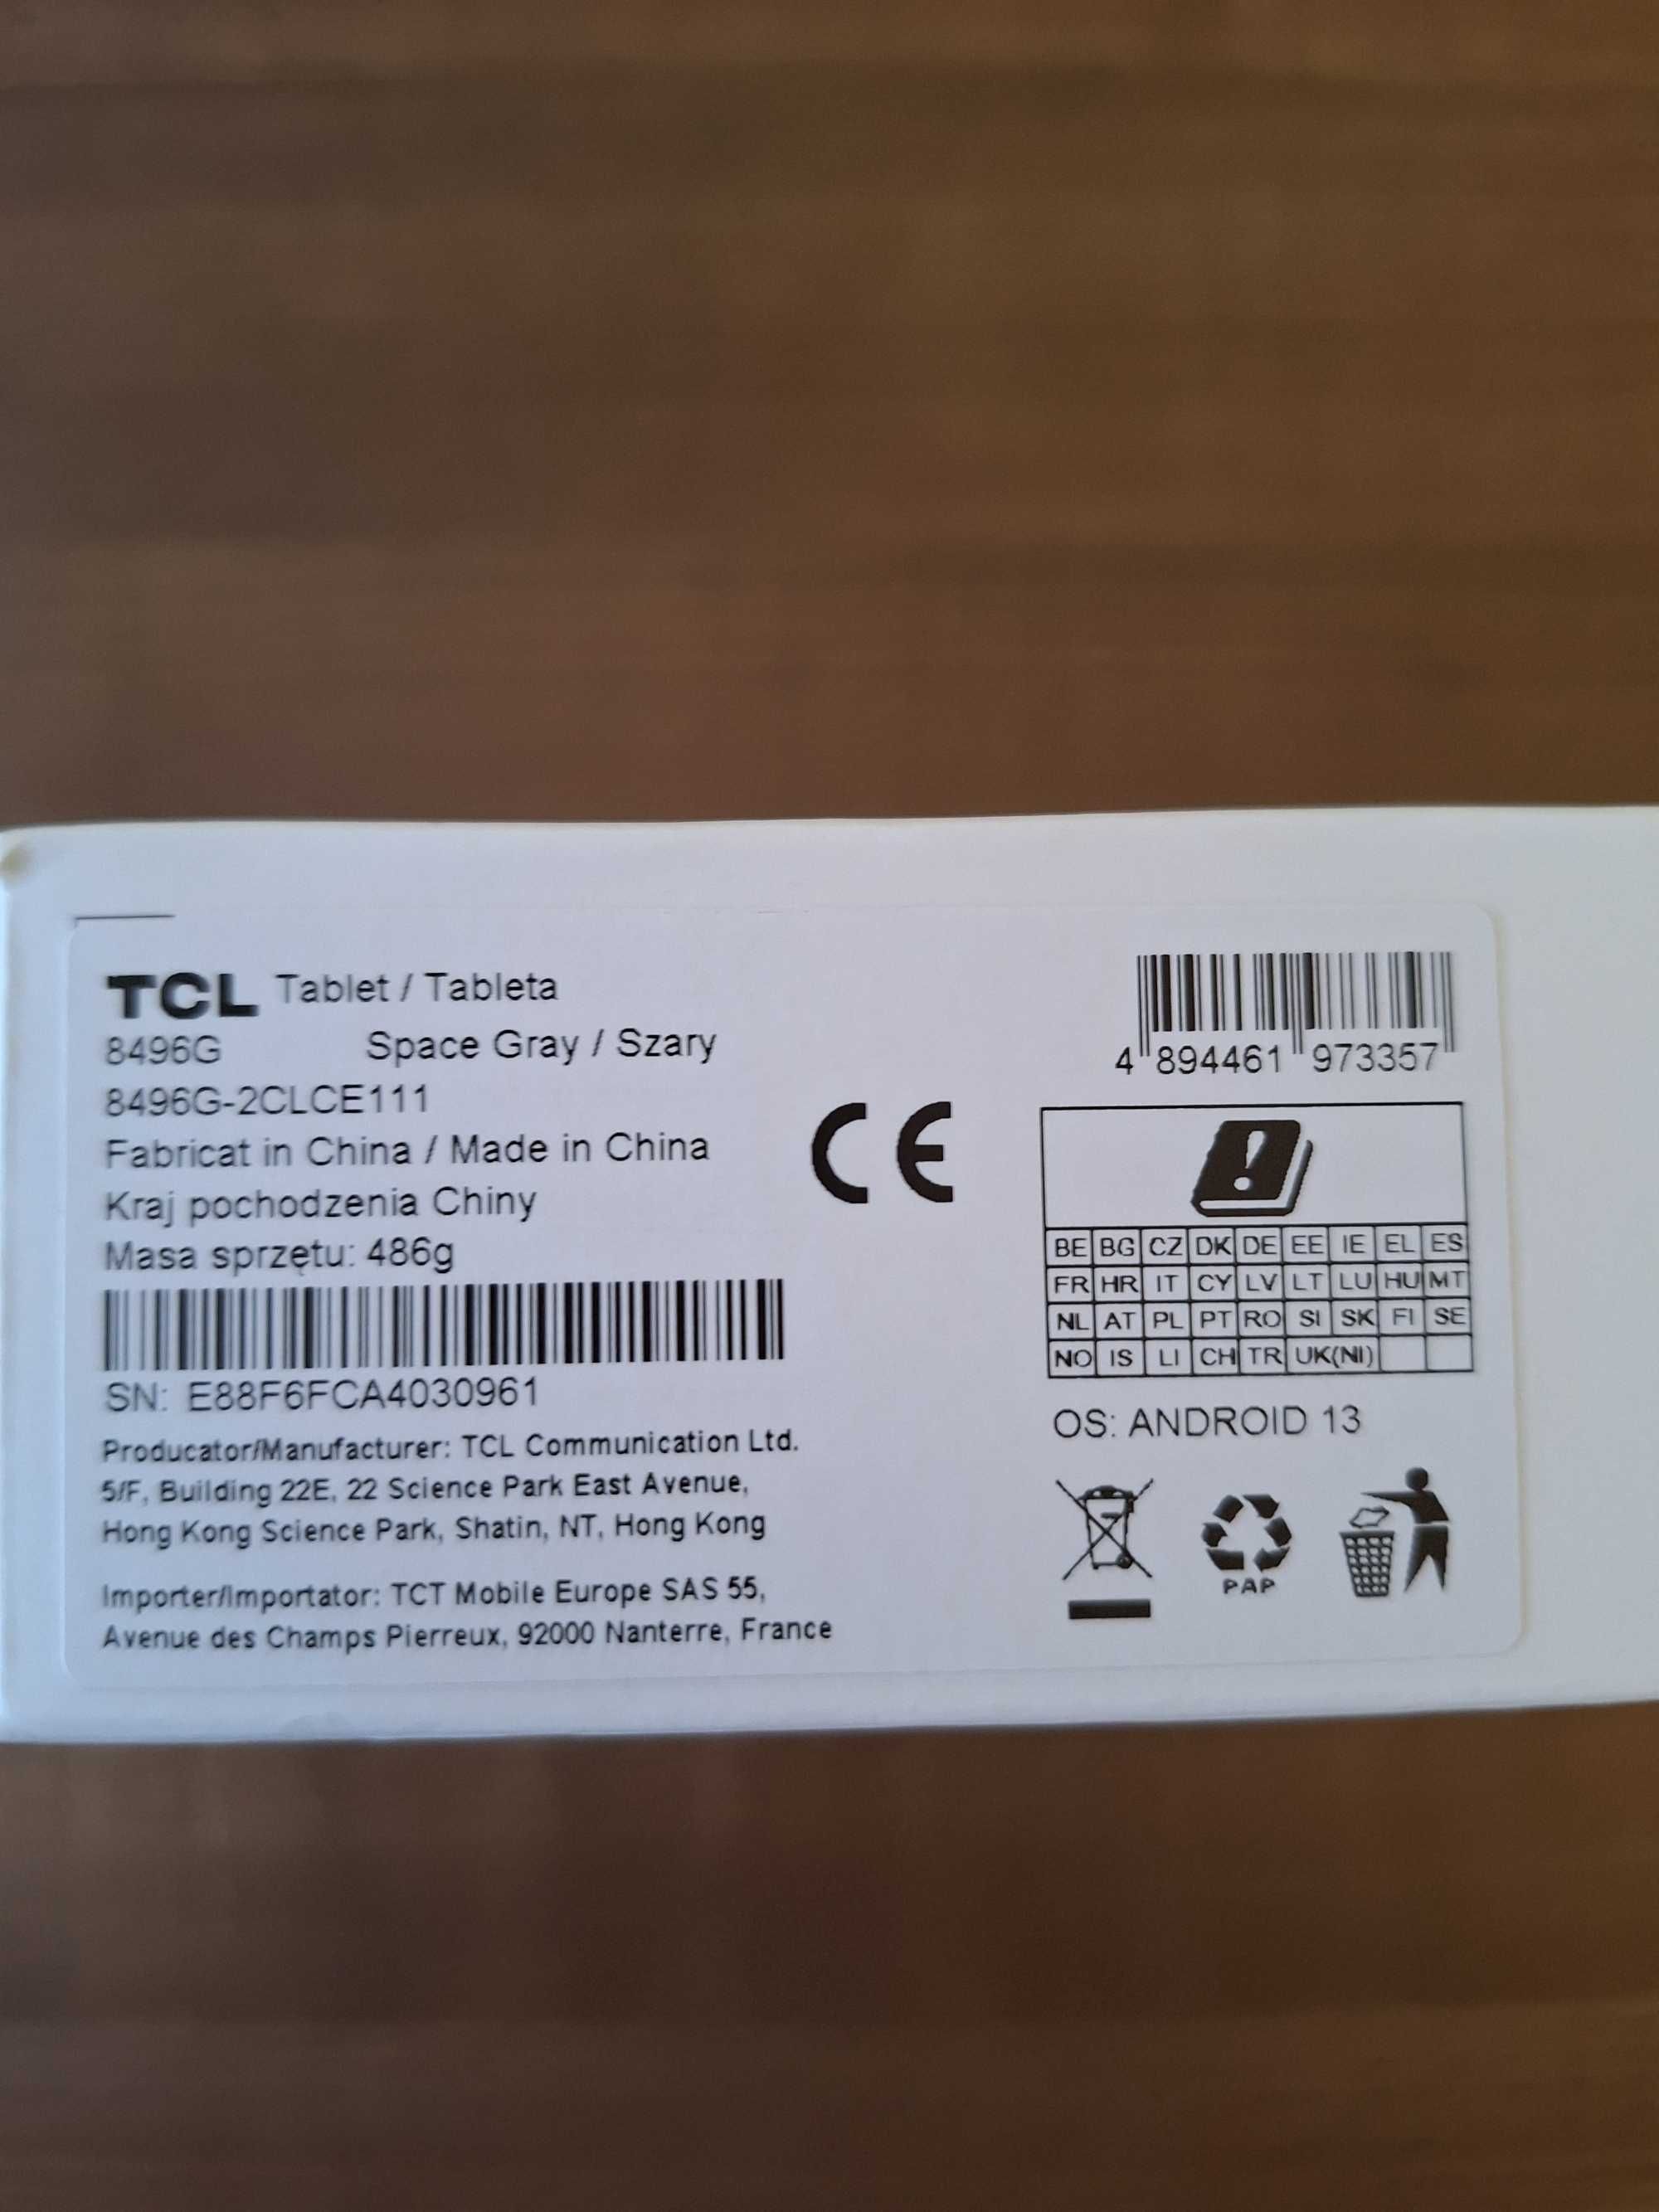 TCL Tablet / Tableta
8496G Space Gray / Szary
8496G-2CLCE111
Fabricat in China / Made in China
Kraj pochodzenia Chiny
Masa sprzętu: 486g
SN: E88F6FCA4030961
Producator/Manufacturer: TCL Communication Ltd.
5/F, Building 22E, 22 Science Park East Avenue,
Hong Kong Science Park, Shatin, NT, Hong Kong
Importer/Importator: TCT Mobile Europe SAS 55,
Avenue des Champs Pierreux, 92000 Nanterre, France
CE
4 894461 973357
!
BE BG CZ DK DE EE IE EL ES
FR HR IT CY LV LT LU HU MT
NL AT PL PT RO SI SK FI SE
NO IS LI CH TR UK(NI)
OS: ANDROID 13
PAP